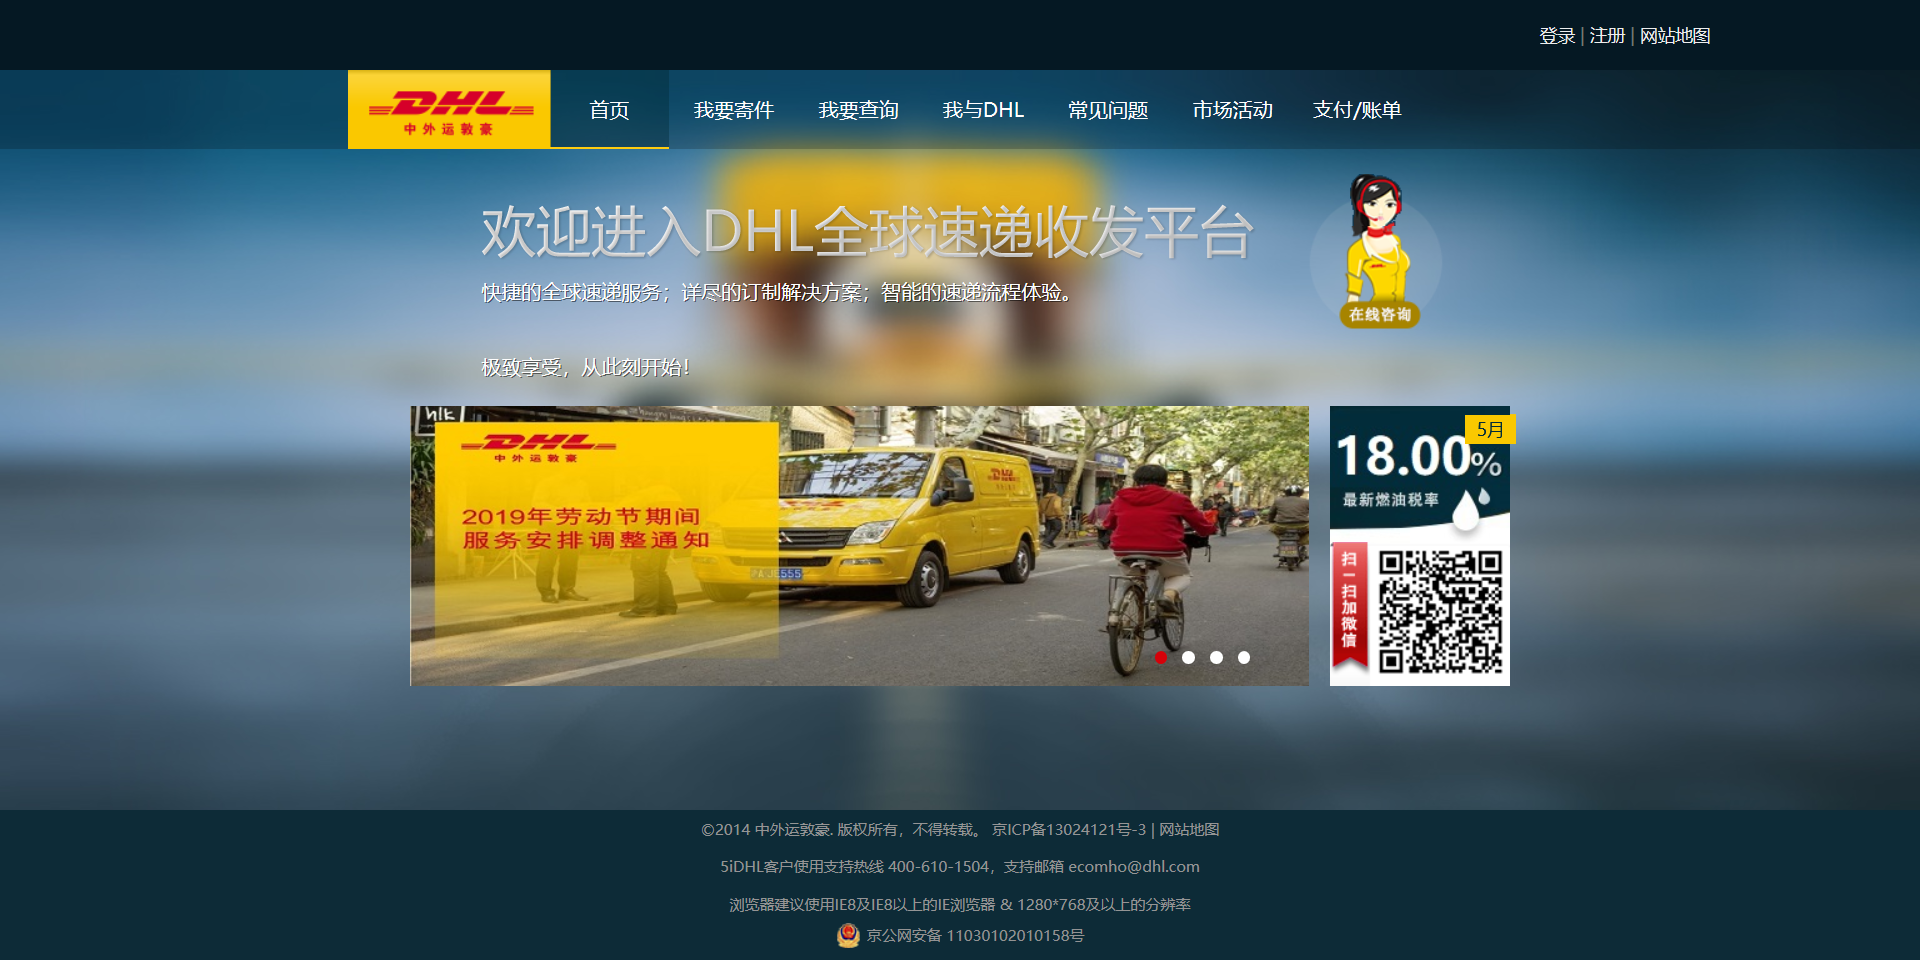 登录 | 注册 | 网站地图
DHL
中外运敦豪
首页 我要寄件 我要查询 我与DHL 常见问题 市场活动 支付/账单
欢迎进入DHL全球速递收发平台
快捷的全球速递服务；详尽的订制解决方案；智能的速递流程体验。
极致享受，从此刻开始!
在线咨询
hlk
DHL
中外运敦豪
2019年劳动节期间
服务安排调整通知
5月
18.00%
最新燃油税率
扫一扫加微信
©2014 中外运敦豪. 版权所有，不得转载。 京ICP备13024121号-3 | 网站地图
5iDHL客户使用支持热线 400-610-1504，支持邮箱 ecomho@dhl.com
浏览器建议使用IE8及IE8以上的IE浏览器 & 1280*768及以上的分辨率
京公网安备 11030102010158号